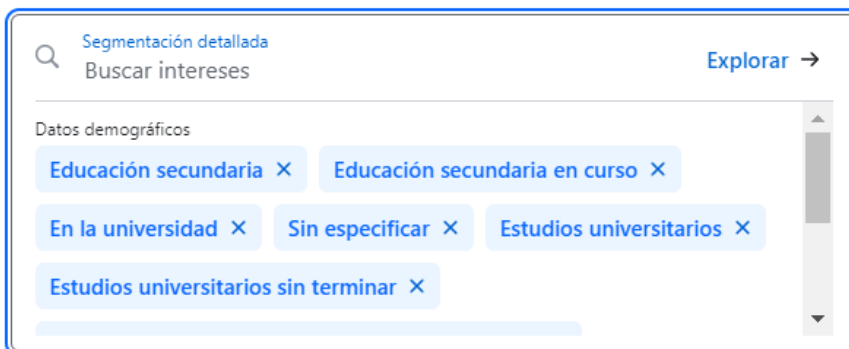 Segmentación detallada
Buscar intereses
Explorar →
Datos demográficos
Educación secundaria ×
Educación secundaria en curso ×
En la universidad ×
Sin especificar ×
Estudios universitarios ×
Estudios universitarios sin terminar ×